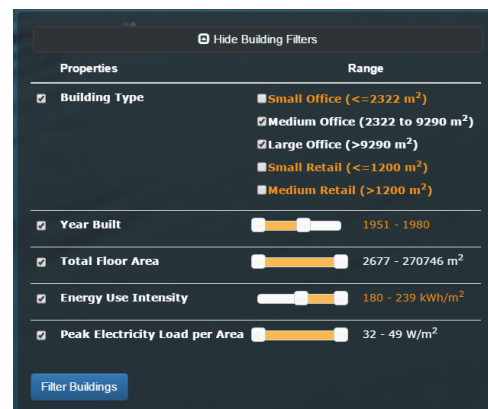 Hide Building Filters
Properties Range
Building Type Small Office (<=2322 m²)
Medium Office (2322 to 9290 m²)
Large Office (>9290 m²)
Small Retail (<=1200 m²)
Medium Retail (>1200 m²)
Year Built 1951 - 1980
Total Floor Area 2677 - 270746 m²
Energy Use Intensity 180 - 239 kWh/m²
Peak Electricity Load per Area 32 - 49 W/m²
Filter Buildings